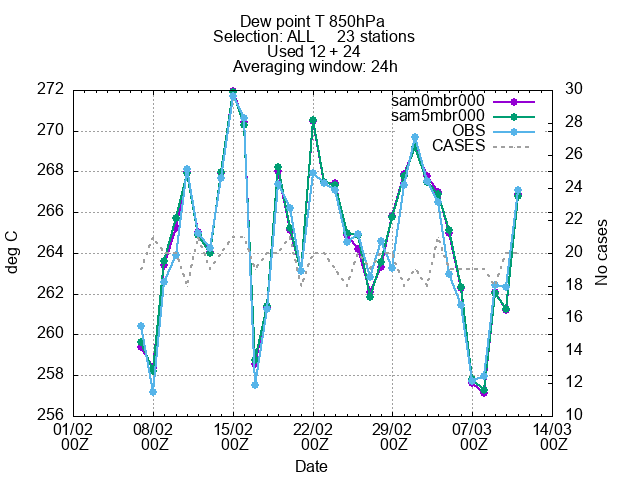 Dew point T 850hPa
Selection: ALL 23 stations
Used 12 + 24
Averaging window: 24h
sam0mbr000
sam5mbr000
OBS
CASES
272
270
268
266
264
262
260
258
256
deg C
30
28
26
24
22
20
18
16
14
12
10
No cases
01/02 08/02 15/02 22/02 29/02 07/03 14/03
00Z 00Z 00Z 00Z 00Z 00Z 00Z
Date